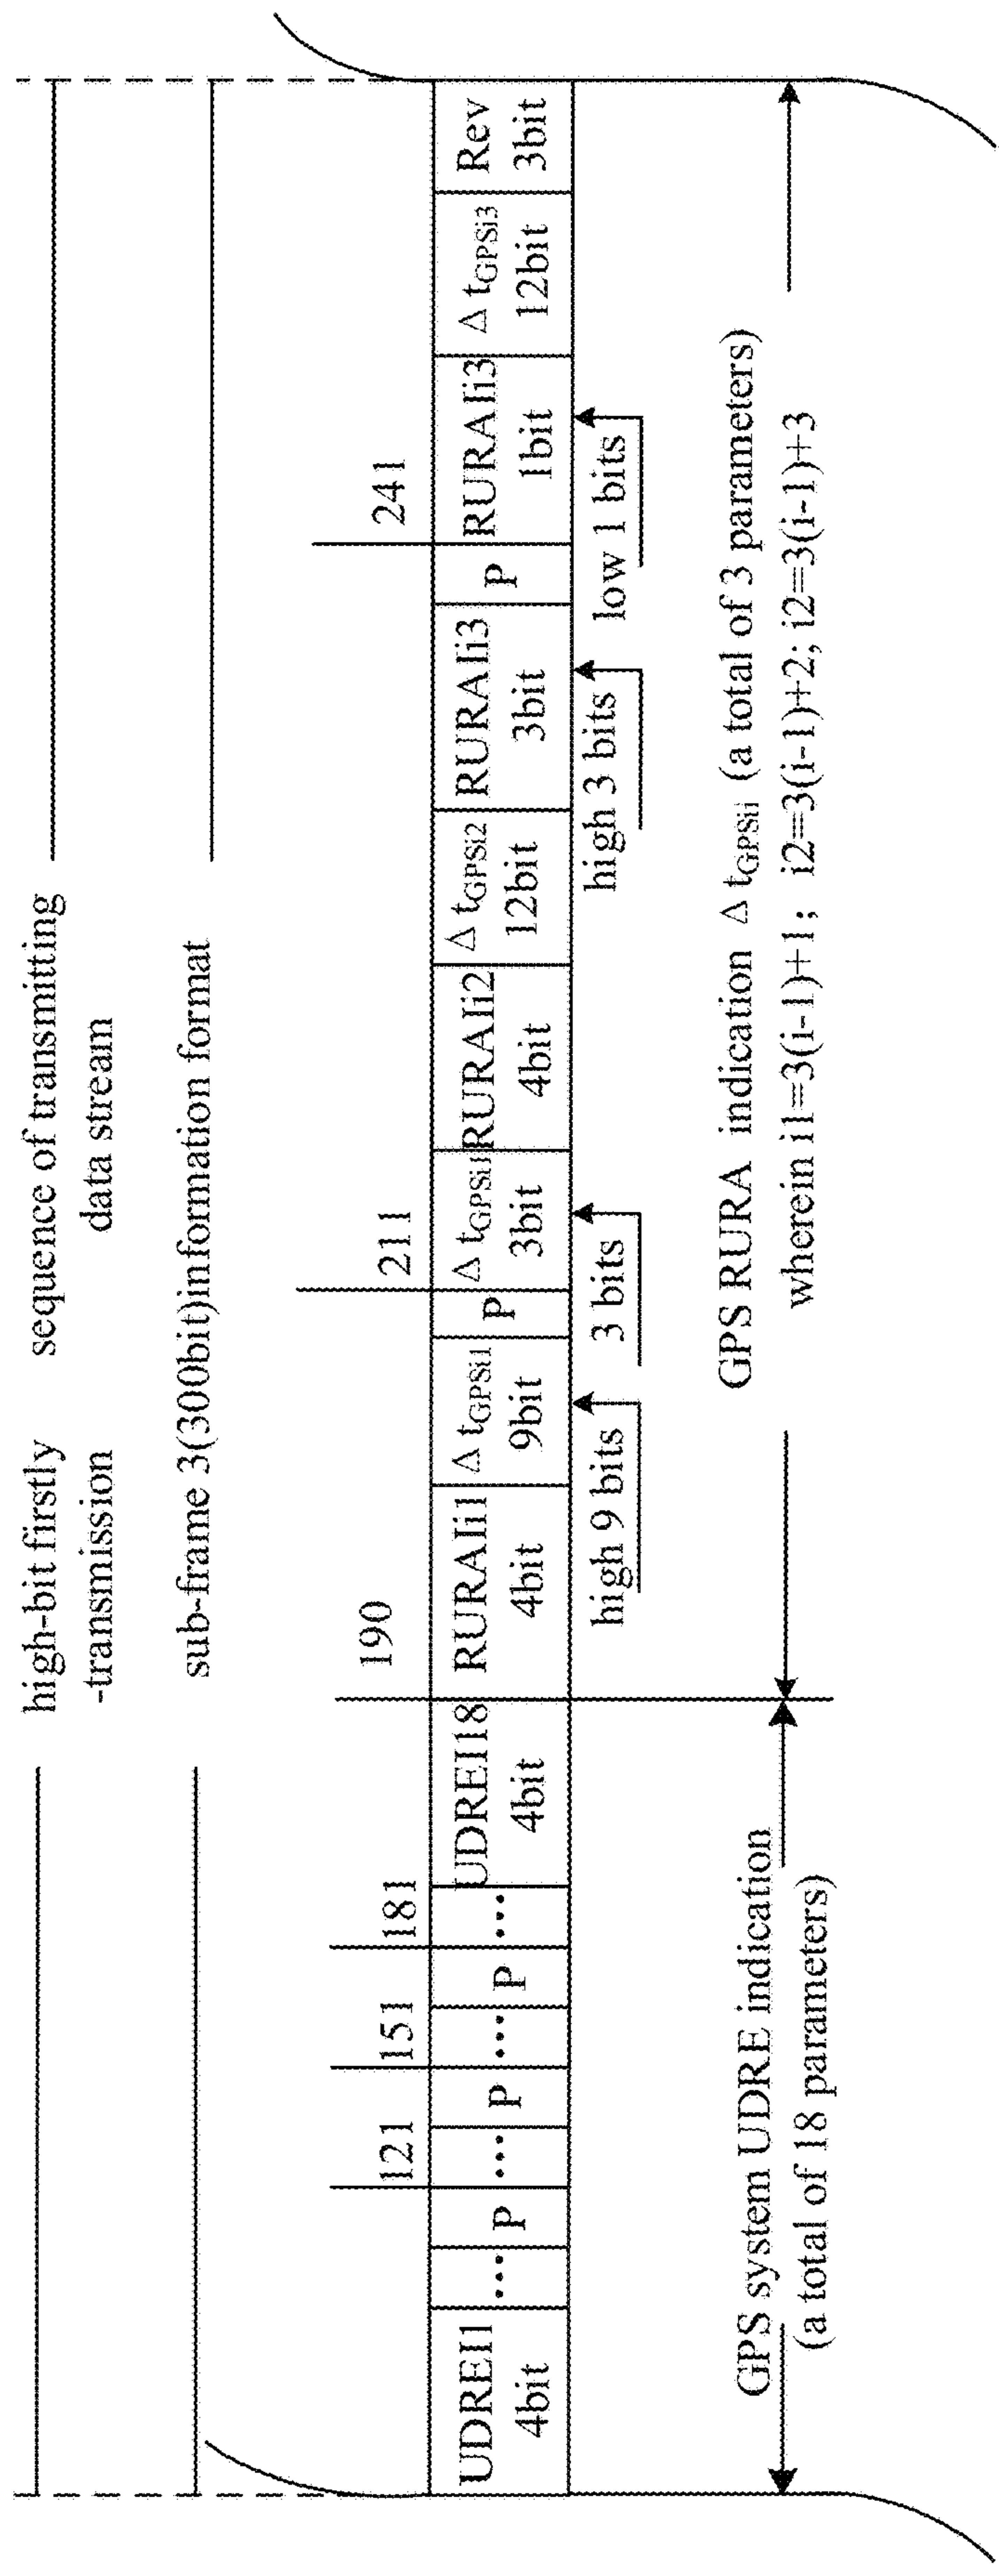 high-bit firstly
-transmission
sequence of transmitting
data stream
sub-frame 3(300bit)information format
121
151
181
190
211
241
UDREI1
4bit
...
P
...
P
...
P
...
UDREI18
4bit
RURAIi1
4bit
Δ tGPSi1
9bit
P
Δ tGPSi1
3bit
RURAIi2
4bit
Δ tGPSi2
12bit
RURAIi3
3bit
P
RURAIi3
1bit
Δ tGPSi3
12bit
Rev
3bit
high 9 bits
3 bits
high 3 bits
low 1 bits
GPS system UDRE indication
(a total of 18 parameters)
GPS RURA indication Δ tGPSi (a total of 3 parameters)
wherein i1=3(i-1)+1; i2=3(i-1)+2; i2=3(i-1)+3